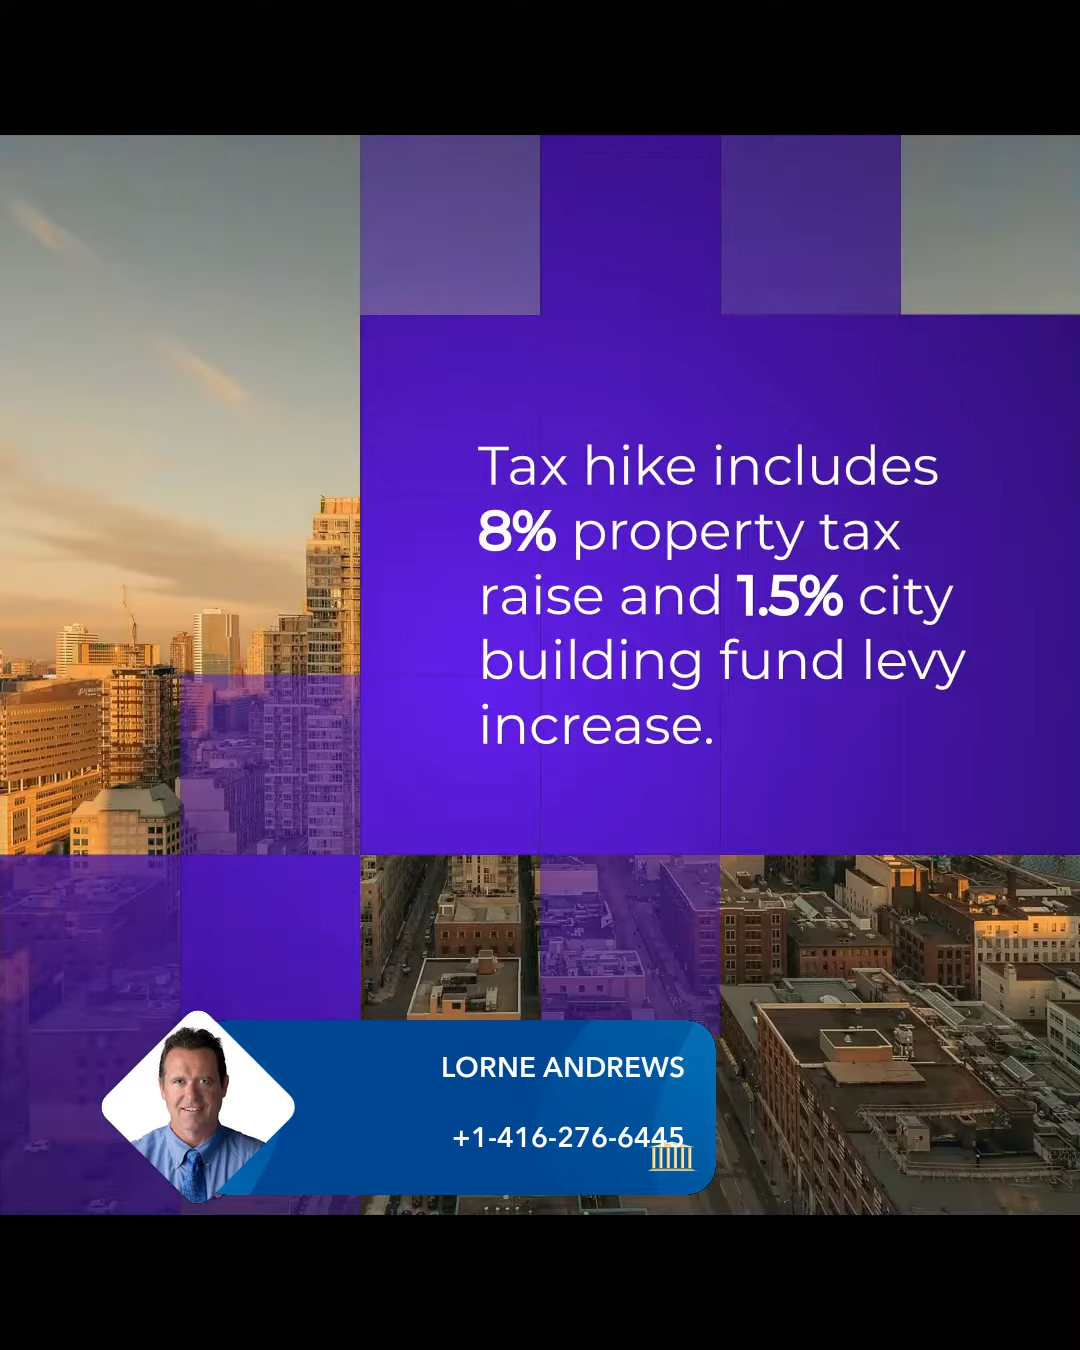 Tax hike includes
8% property tax
raise and 1.5% city
building fund levy
increase.
LORNE ANDREWS
+1-416-276-6445